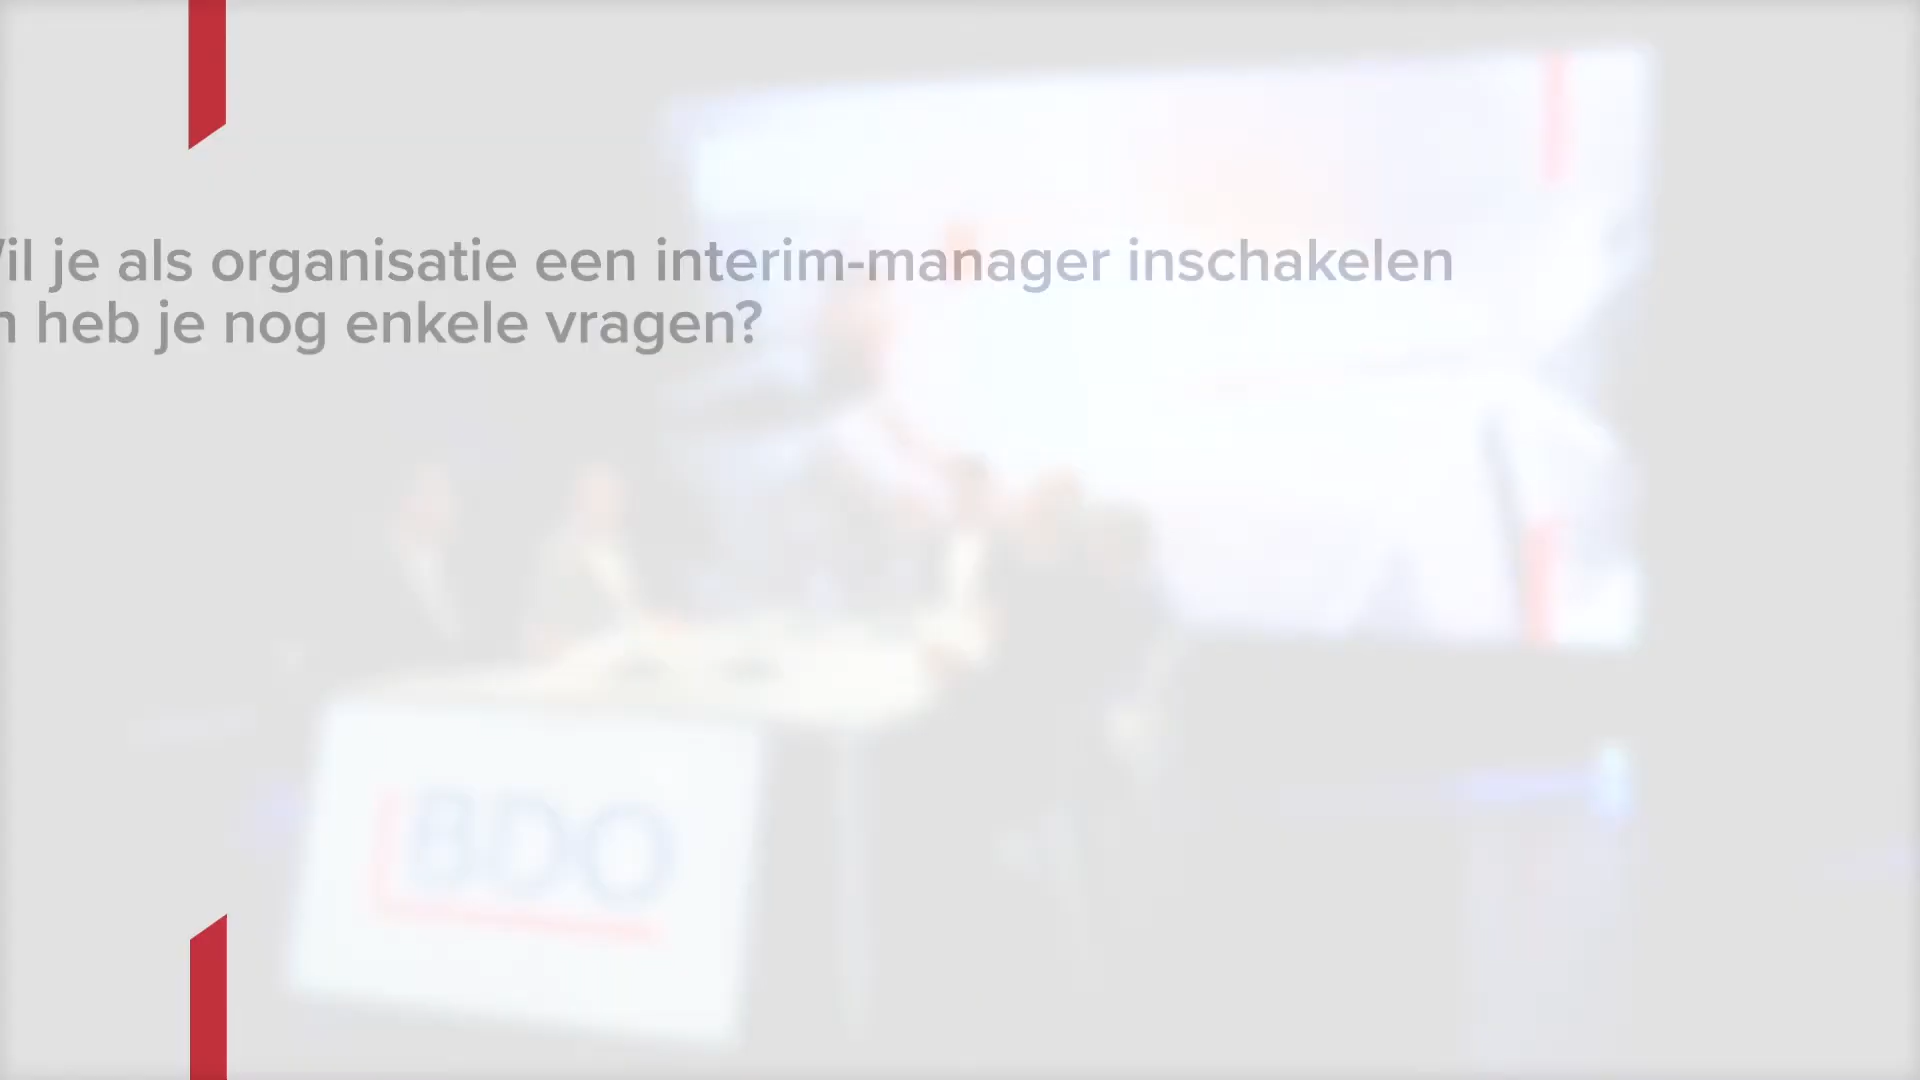 il je als organisatie een interim-manager inschakelen
n heb je nog enkele vragen?
BDO